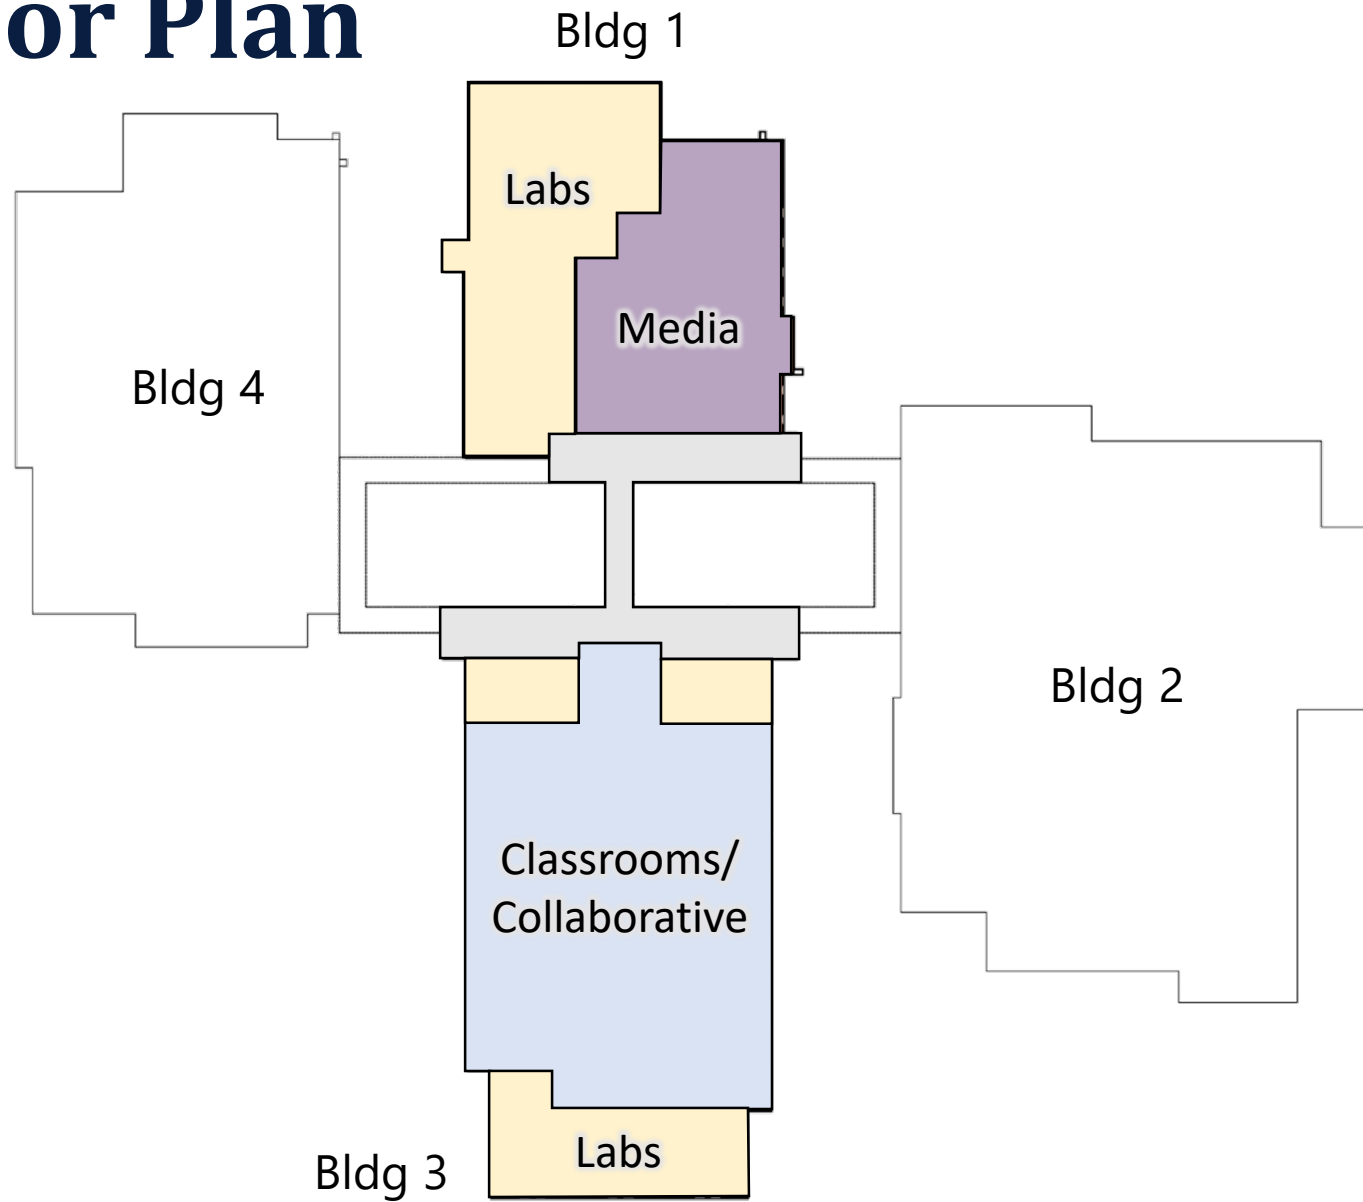 or Plan
Bldg 1
Labs
Media
Bldg 4
Bldg 2
Classrooms/
Collaborative
Labs
Bldg 3